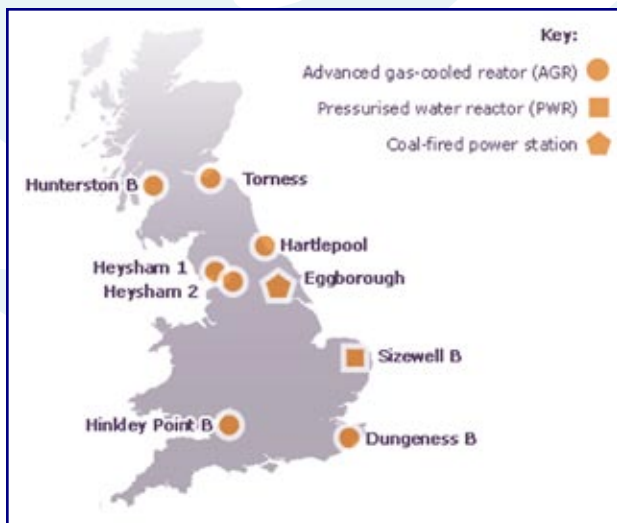 Key:
Advanced gas-cooled reator (AGR)
Pressurised water reactor (PWR)
Coal-fired power station
Hunterston B
Torness
Hartlepool
Heysham 1
Eggborough
Heysham 2
Sizewell B
Hinkley Point B
Dungeness B